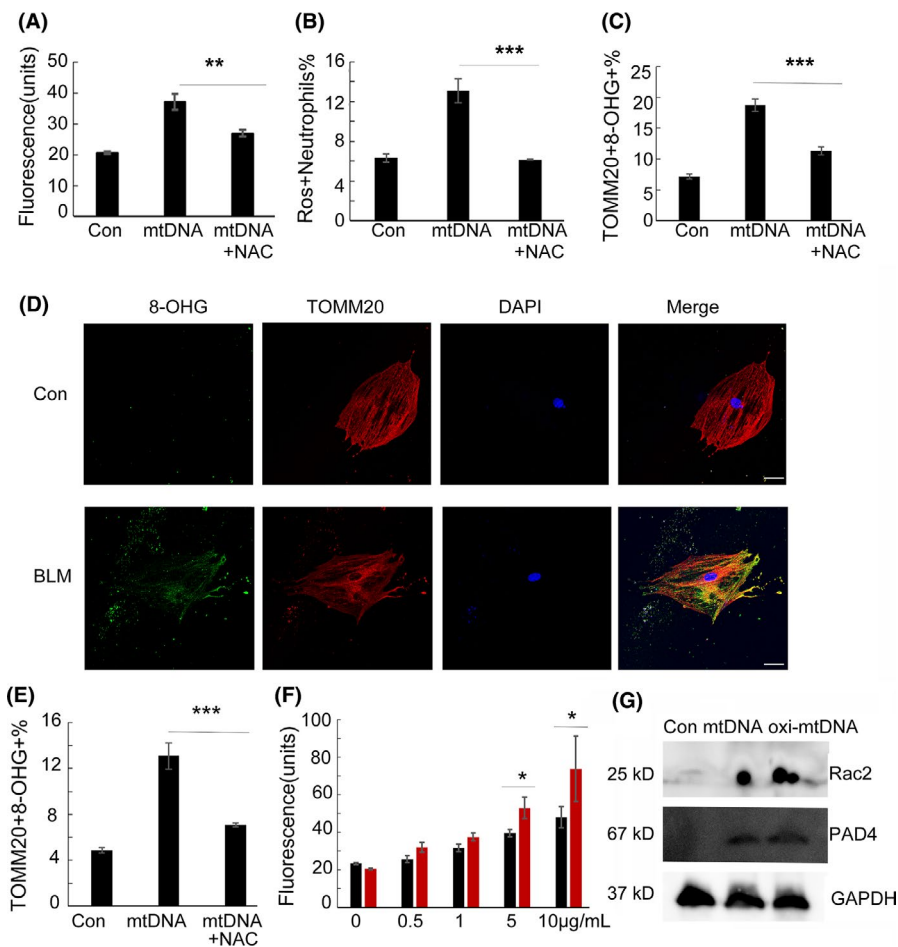 (A)
Fluorescence(units)
50
40
30
20
10
0
**
Con
mtDNA
mtDNA
+NAC
(B)
Ros+Neutrophils%
16%
12%
8%
4%
0
***
Con
mtDNA
mtDNA
+NAC
(C)
TOMM20+8-OHG+%
25
20
15
10
5
0
***
Con
mtDNA
mtDNA
+NAC
(D)
8-OHG
TOMM20
DAPI
Merge
Con
BLM
(E)
TOMM20+8-OHG+%
16
12
8
4
0
***
Con
mtDNA
mtDNA
+NAC
(F)
Fluorescence(units)
100
80
60
40
20
0
*
*
0
0.5
1
5
10μg/mL
(G)
Con mtDNA oxi-mtDNA
25 kD
Rac2
67 kD
PAD4
37 kD
GAPDH